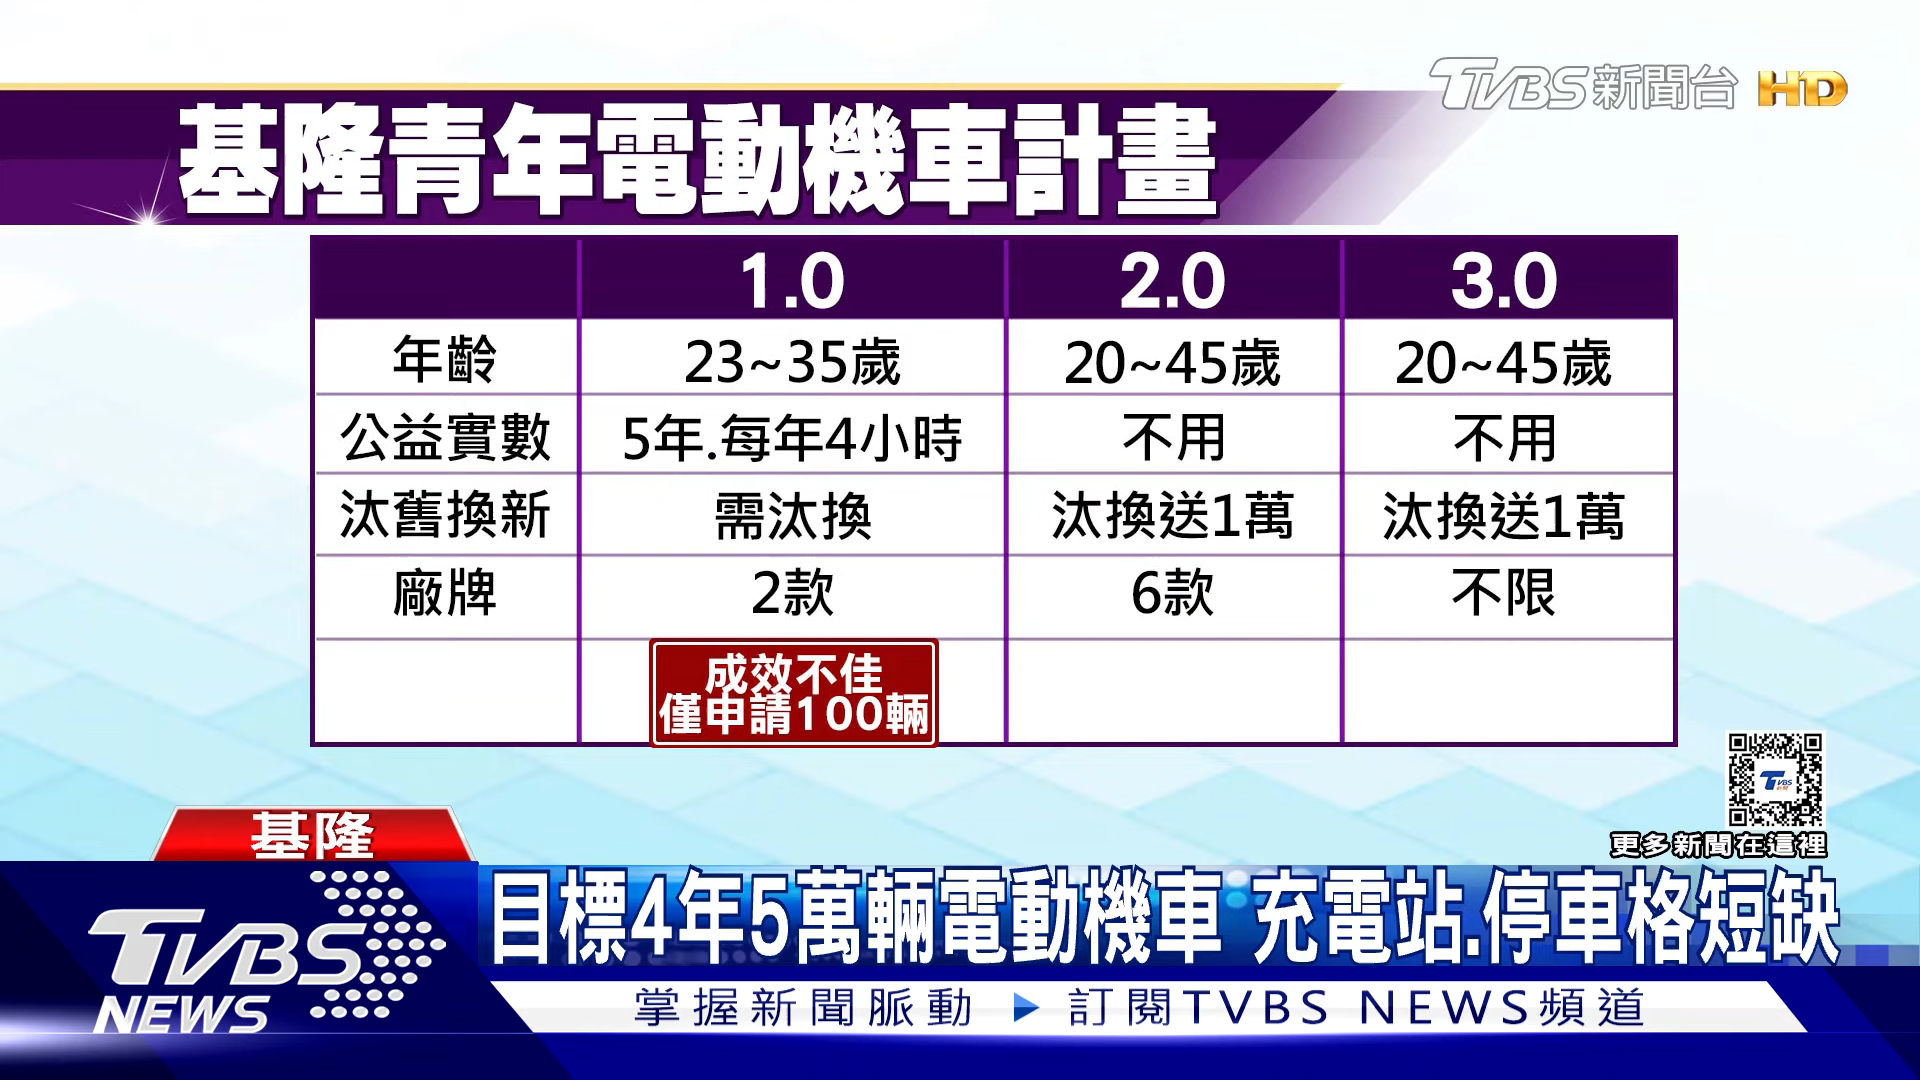 TVBS新聞台 HD
基隆青年電動機車計畫
1.0 2.0 3.0
年齡 23~35歲 20~45歲 20~45歲
公益實數 5年.每年4小時 不用 不用
汰舊換新 需汰換 汰換送1萬 汰換送1萬
廠牌 2款 6款 不限
成效不佳
僅申請100輛
TVBS
更多新聞在這裡
基隆
目標4年5萬輛電動機車 充電站.停車格短缺
TVBS
NEWS
掌握新聞脈動 ▶ 訂閱TVBS NEWS頻道